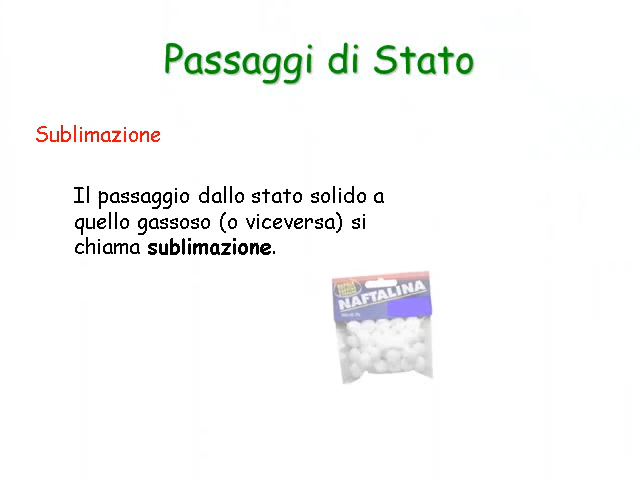 Passaggi di Stato
Sublimazione
Il passaggio dallo stato solido a
quello gassoso (o viceversa) si
chiama sublimazione.
NAFTALINA